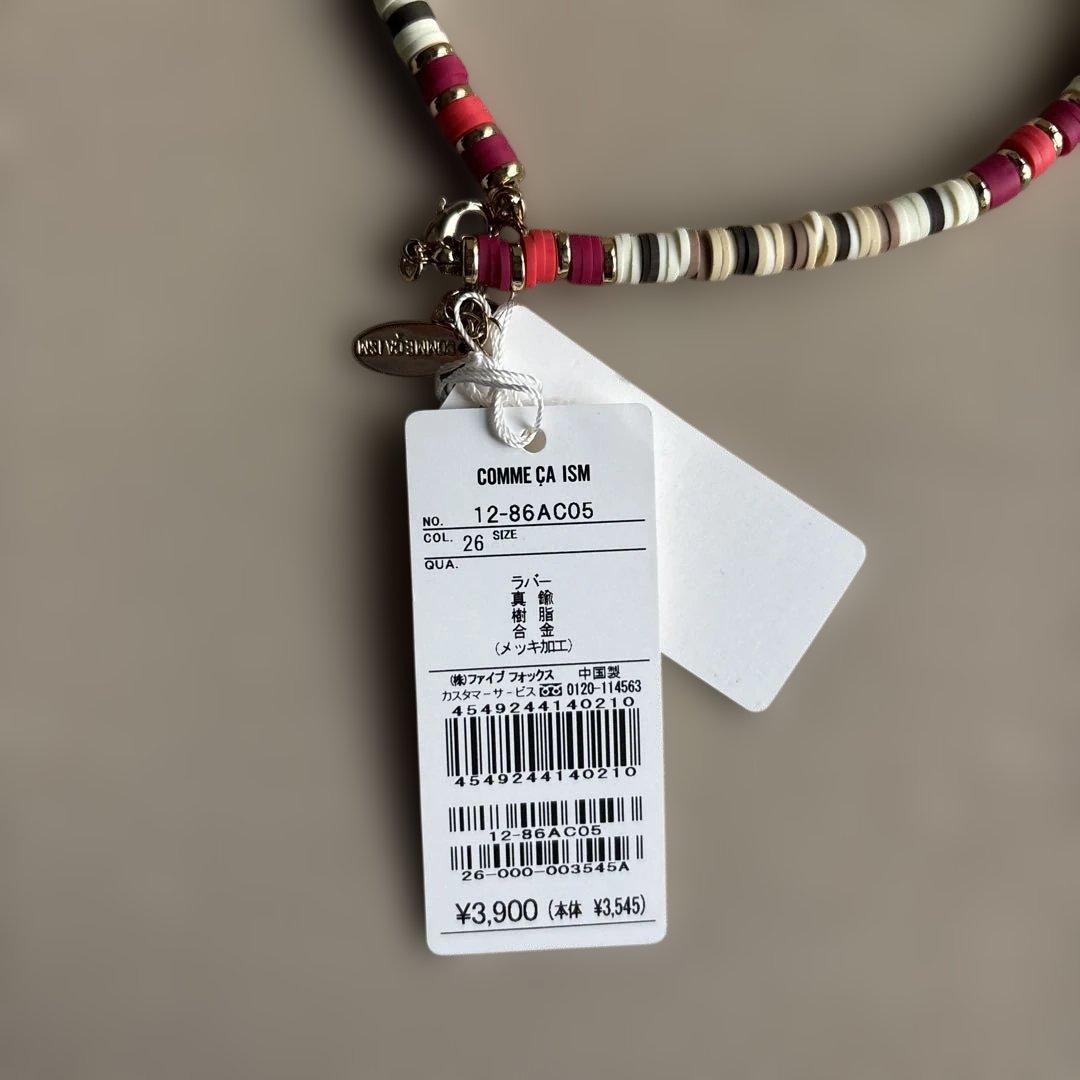 COMME ÇA ISM
COMME ÇA ISM
NO. 12-86AC05
COL. 26 SIZE
QUA.
ラバー
真 鍮
樹 脂
合 金
(メッキ加工)
(株)ファイブ フォックス 中国製
カスタマーサービス 0120-114563
4549244140210
4549244140210
12-86AC05
26-000-003545A
¥3,900 (本体 ¥3,545)